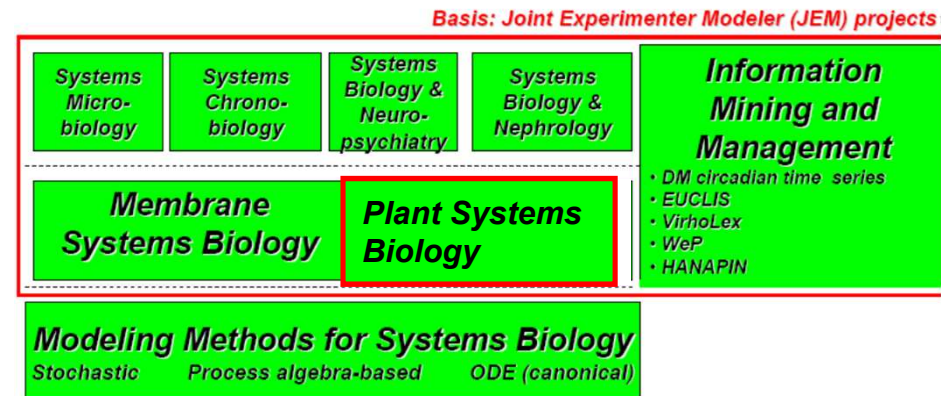 Basis: Joint Experimenter Modeler (JEM) projects
Systems
Micro-
biology
Systems
Chrono-
biology
Systems
Biology &
Neuro-
psychiatry
Systems
Biology &
Nephrology
Information
Mining and
Management
• DM circadian time series
• EUCLIS
• VirhoLex
• WeP
• HANAPIN
Membrane
Systems Biology
Plant Systems
Biology
Modeling Methods for Systems Biology
Stochastic Process algebra-based ODE (canonical)